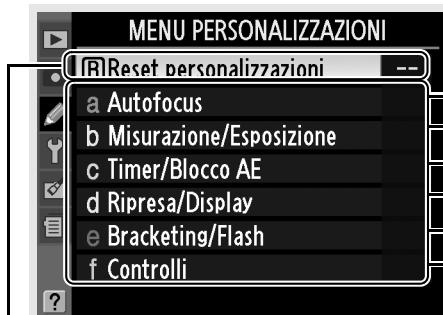 MENU PERSONALIZZAZIONI
R Reset personalizzazioni --
a Autofocus
b Misurazione/Esposizione
c Timer/Blocco AE
d Ripresa/Display
e Bracketing/Flash
f Controlli
?